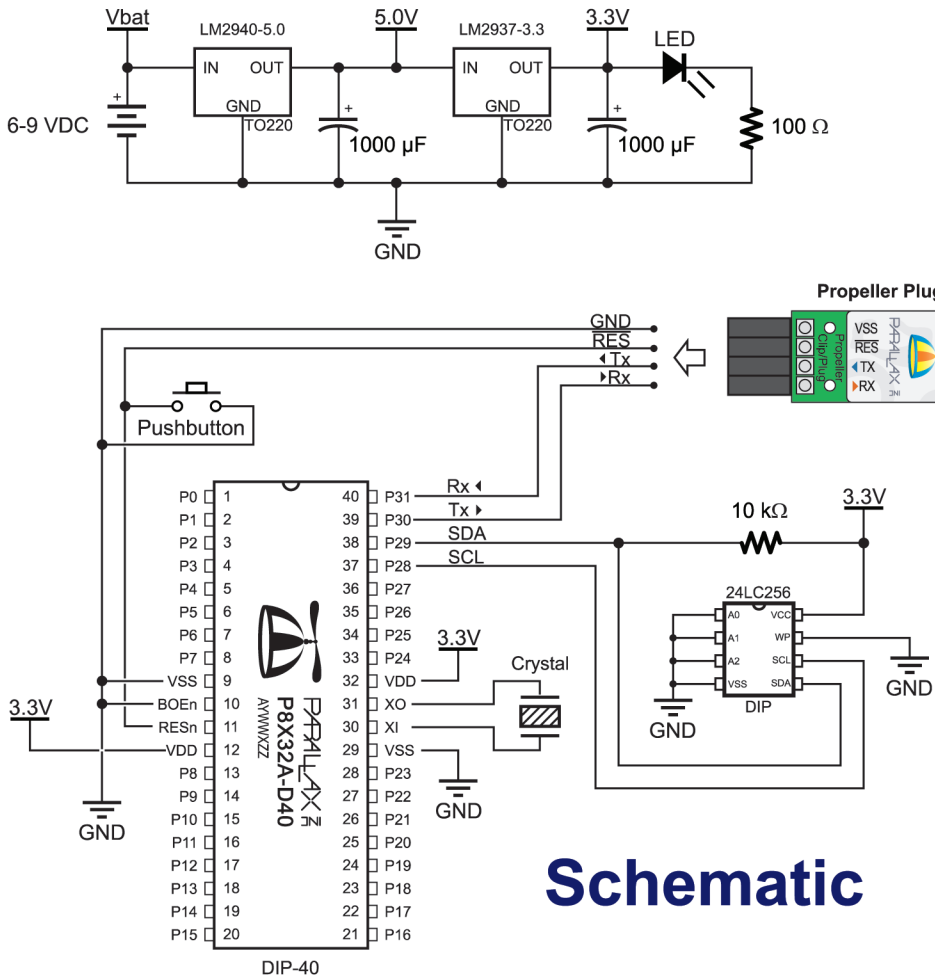 Vbat
LM2940-5.0
5.0V
LM2937-3.3
3.3V
LED
IN OUT
GND
TO220
IN OUT
GND
TO220
+
6-9 VDC
+
1000 µF
+
1000 µF
100 Ω
GND
Propeller Plug
GND
RES
Tx
Rx
Propeller
Clip/Plug
VSS
RES
TX
RX
PARALLAX INC
Pushbutton
P0 1 40 P31 Rx
P1 2 39 P30 Tx
P2 3 38 P29 SDA
P3 4 37 P28 SCL
P4 5 36 P27
P5 6 35 P26
P6 7 34 P25
P7 8 33 P24
VSS 9 32 VDD
BOEn 10 31 XO
RESn 11 30 XI
VDD 12 29 VSS
P8 13 28 P23
P9 14 27 P22
P10 15 26 P21
P11 16 25 P20
P12 17 24 P19
P13 18 23 P18
P14 19 22 P17
P15 20 21 P16
PARALLAX INC
P8X32A-D40
AYWWXZZ
DIP-40
3.3V
GND
3.3V
Crystal
GND
10 kΩ
3.3V
24LC256
A0 VCC
A1 WP
A2 SCL
VSS SDA
DIP
GND
GND
Schematic